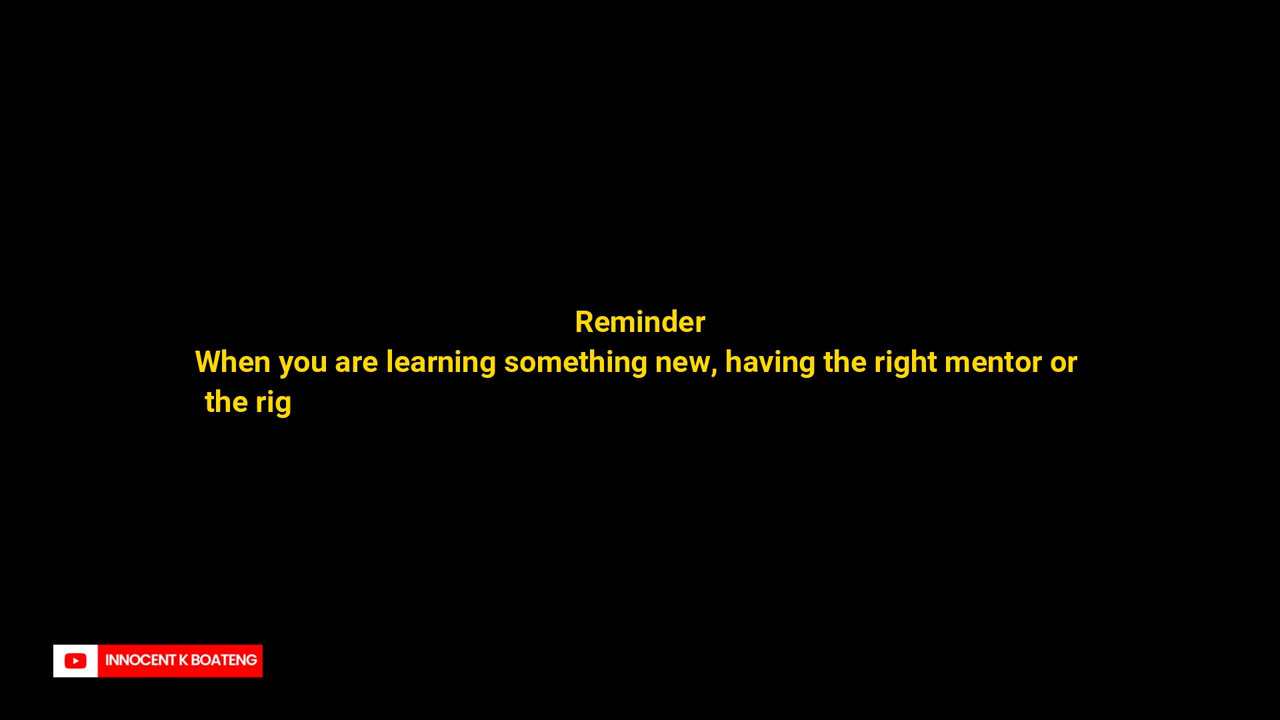 Reminder
When you are learning something new, having the right mentor or
the rig
INNOCENT K BOATENG